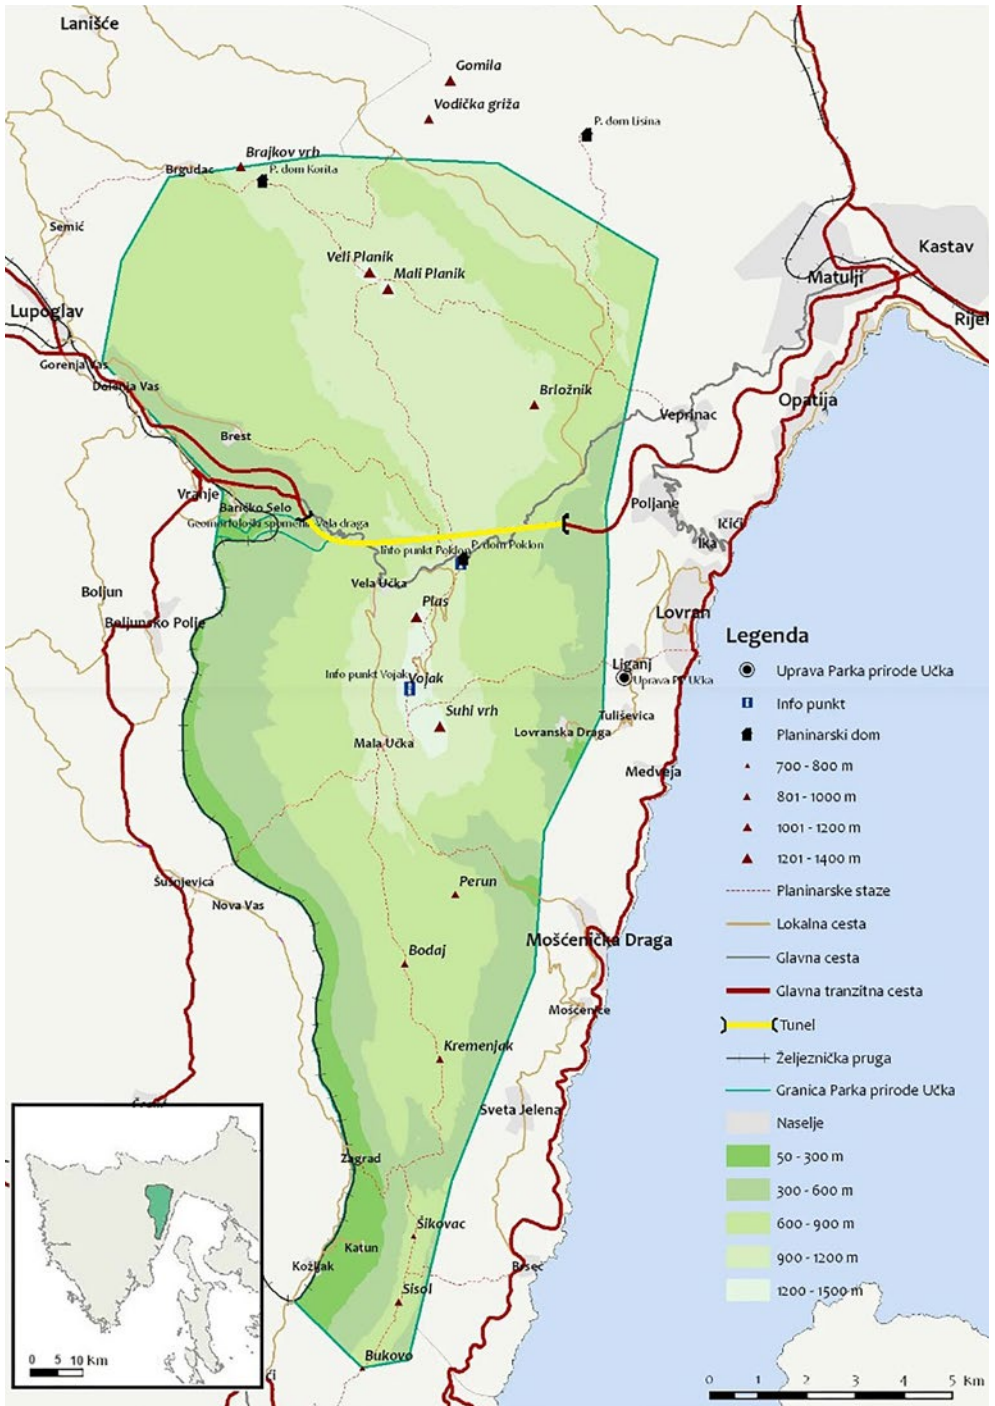 Lanišće
Gomila
Vodička griža
P. dom Lisina
Brajkov vrh
Brgudac
P. dom Korita
Semić
Kastav
Veli Planik
Mali Planik
Matulji
Lupoglav
Gorenja Vas
Dolenja Vas
Brložnik
Opatija
Veprinac
Brest
Vranje
Baričko Selo
Poljane
Ičići
Geomorfološki spomenik Vela draga
Ika
Info punkt Poklon
P. dom Poklon
Vela Učka
Boljun
Plas
Lovran
Boljunsko Polje
Liganj
Uprava PP Učka
Info punkt Vojak
Vojak
Suhi vrh
Tuliševica
Lovranska Draga
Mala Učka
Medveja
Šušnjevica
Perun
Nova Vas
Mošćenička Draga
Bodaj
Mošćenice
Kremenjak
Sveta Jelena
Zagrad
Šikovac
Katun
Kožljak
Brseč
Sisol
Bukovo
Legenda
Uprava Parka prirode Učka
Info punkt
Planinarski dom
700 - 800 m
801 - 1000 m
1001 - 1200 m
1201 - 1400 m
Planinarske staze
Lokalna cesta
Glavna cesta
Glavna tranzitna cesta
Tunel
Željeznička pruga
Granica Parka prirode Učka
Naselje
50 - 300 m
300 - 600 m
600 - 900 m
900 - 1200 m
1200 - 1500 m
0 5 10 Km
0 1 2 3 4 5 Km